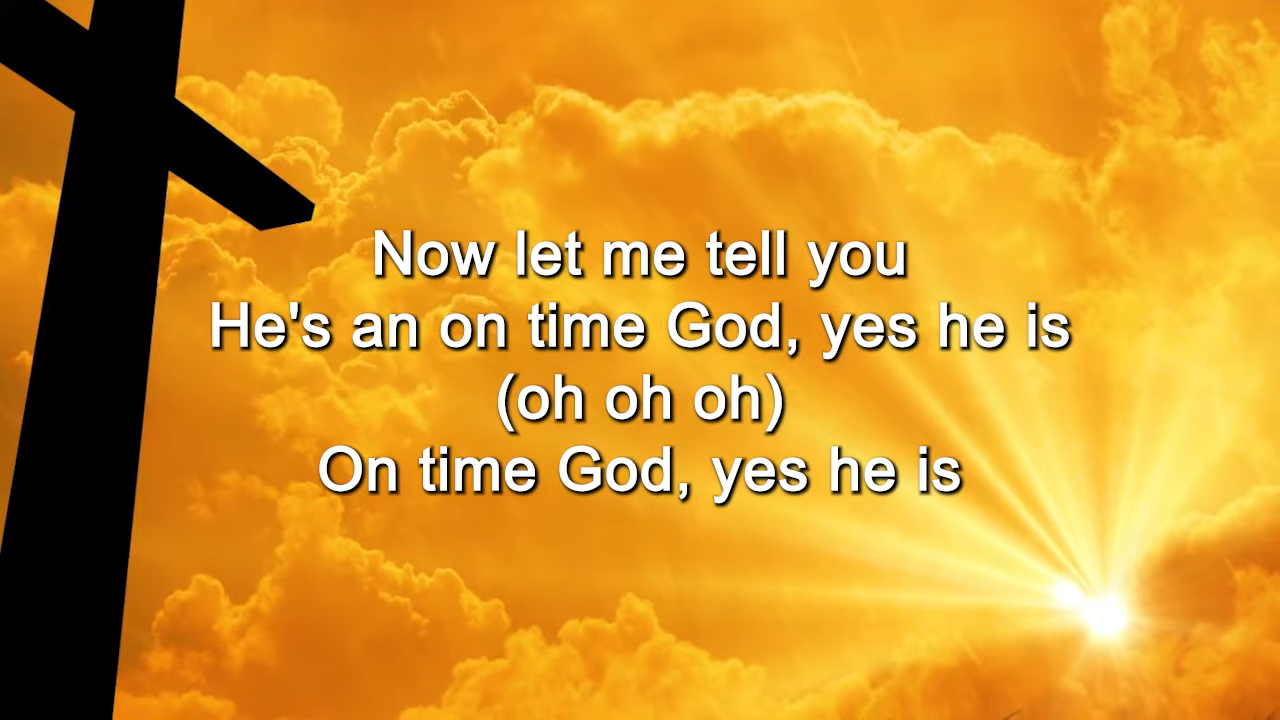 Now let me tell you
He's an on time God, yes he is
(oh oh oh)
On time God, yes he is